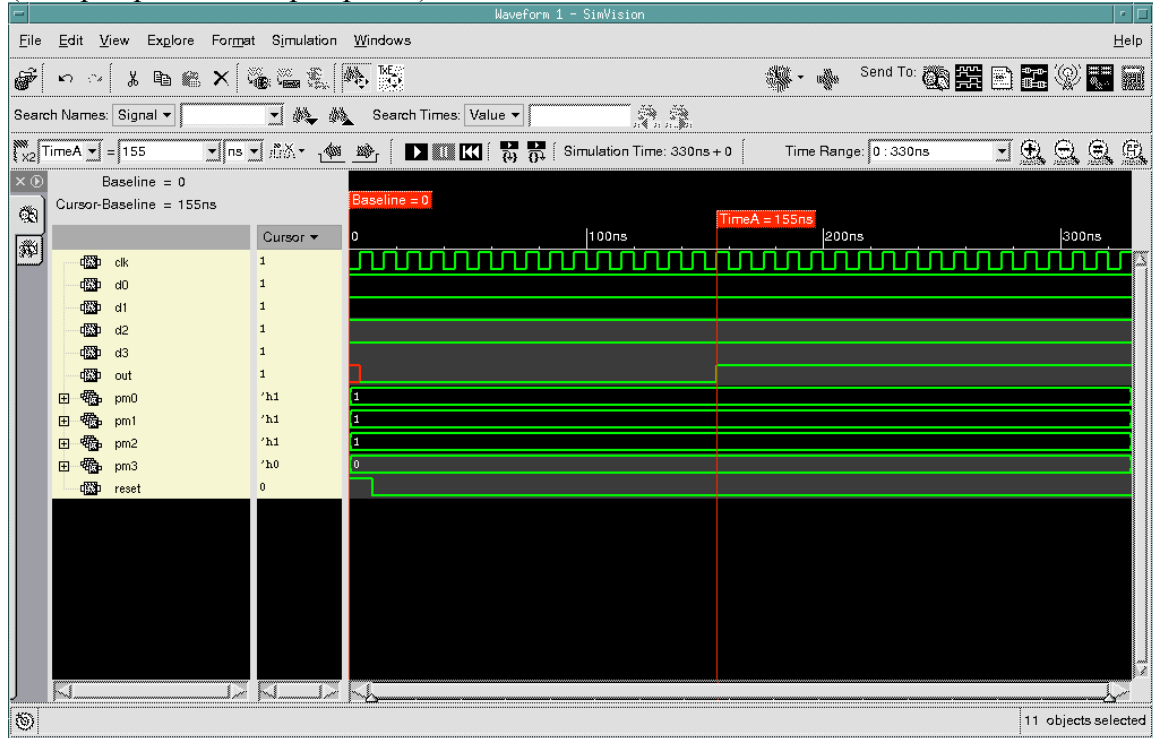 Waveform 1 - SimVision
File Edit View Explore Format Simulation Windows Help
TxE
Send To:
Search Names: Signal Search Times: Value
x2 TimeA = 155 ns Simulation Time: 330ns + 0 Time Range: 0 : 330ns
Baseline = 0
Cursor-Baseline = 155ns
Baseline = 0
TimeA = 155ns
Cursor 0 100ns 200ns 300ns
clk 1
d0 1
d1 1
d2 1
d3 1
out 1
pm0 'h1 1
pm1 'h1 1
pm2 'h1 1
pm3 'h0 0
reset 0
11 objects selected